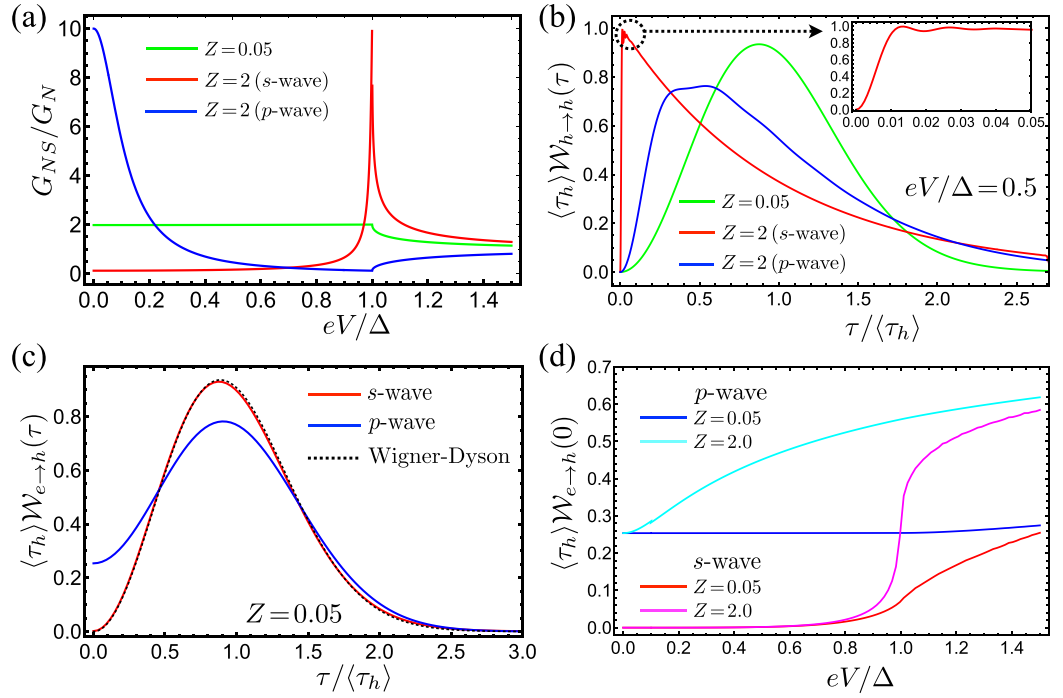 (a)
10
8
6
4
2
0
G_NS/G_N
Z=0.05
Z=2 (s-wave)
Z=2 (p-wave)
0.0 0.2 0.4 0.6 0.8 1.0 1.2 1.4
eV/Δ
(b)
1.0
0.8
0.6
0.4
0.2
0.0
⟨τ_h⟩W_{h→h}(τ)
1.0
0.8
0.6
0.4
0.2
0.0
0.00 0.01 0.02 0.03 0.04 0.05
eV/Δ=0.5
Z=0.05
Z=2 (s-wave)
Z=2 (p-wave)
0.0 0.5 1.0 1.5 2.0 2.5
τ/⟨τ_h⟩
(c)
0.8
0.6
0.4
0.2
0.0
⟨τ_h⟩W_{e→h}(τ)
s-wave
p-wave
Wigner-Dyson
Z=0.05
0.0 0.5 1.0 1.5 2.0 2.5 3.0
τ/⟨τ_h⟩
(d)
0.7
0.6
0.5
0.4
0.3
0.2
0.1
0.0
⟨τ_h⟩W_{e→h}(0)
p-wave
Z=0.05
Z=2.0
s-wave
Z=0.05
Z=2.0
0.0 0.2 0.4 0.6 0.8 1.0 1.2 1.4
eV/Δ